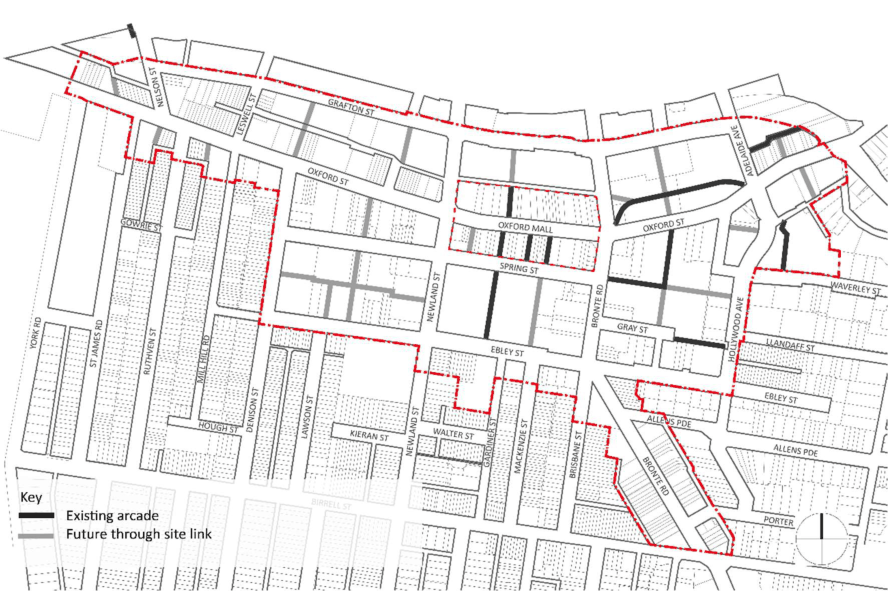 NELSON ST
LESWELL ST
GRAFTON ST
ADELAIDE AVE
OXFORD ST
OXFORD MALL
OXFORD ST
GOWRIE ST
SPRING ST
NEWLAND ST
BRONTE RD
HOLLYWOOD AVE
WAVERLEY ST
YORK RD
ST JAMES RD
RUTHVEN ST
MILL HILL RD
GRAY ST
LLANDAFF ST
EBLEY ST
DENISON ST
LAWSON ST
EBLEY ST
HOUGH ST
KIERAN ST
NEWLAND ST
WALTER ST
GARDINER ST
MACKENZIE ST
BRISBANE ST
ALLENS PDE
ALLENS PDE
BRONTE RD
BIRRELL ST
PORTER
Key
Existing arcade
Future through site link